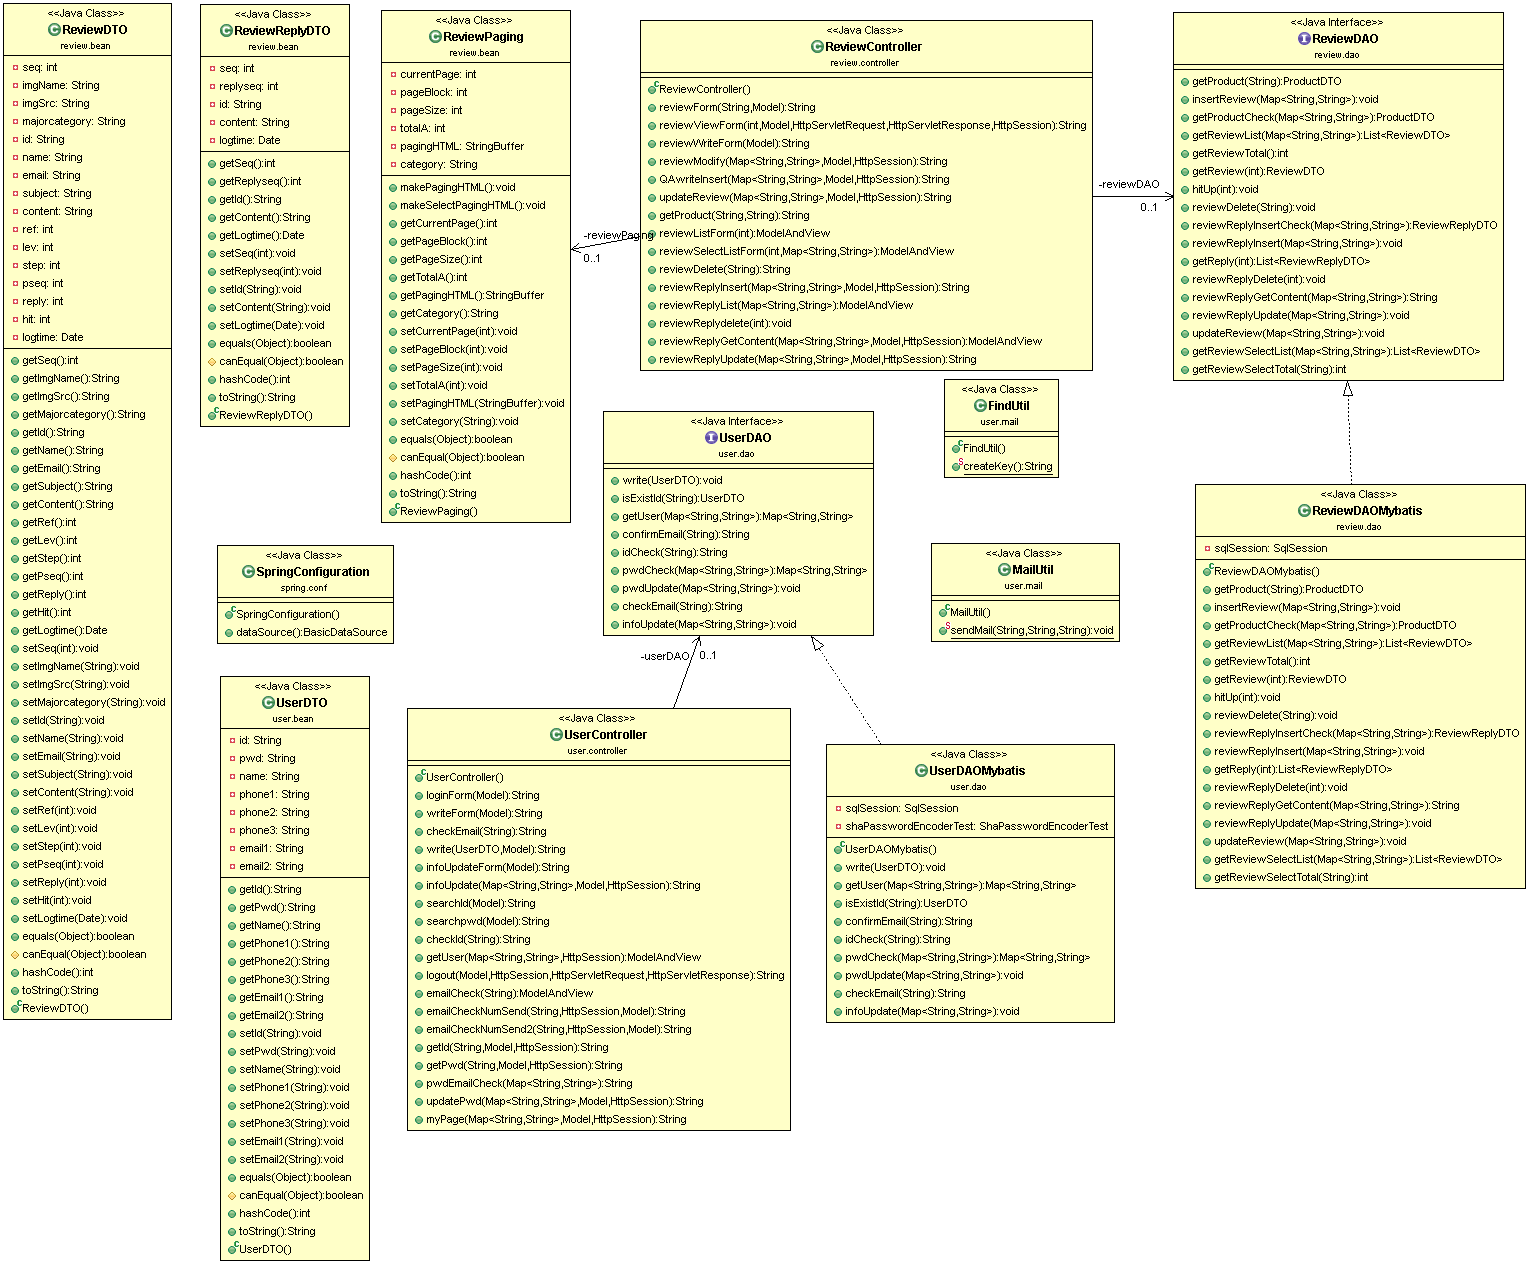 <<Java Class>>
ReviewDTO
review.bean
seq: int
imgName: String
imgSrc: String
majorcategory: String
id: String
name: String
email: String
subject: String
content: String
ref: int
lev: int
step: int
pseq: int
reply: int
hit: int
logtime: Date
getSeq():int
getImgName():String
getImgSrc():String
getMajorcategory():String
getId():String
getName():String
getEmail():String
getSubject():String
getContent():String
getRef():int
getLev():int
getStep():int
getPseq():int
getReply():int
getHit():int
getLogtime():Date
setSeq(int):void
setImgName(String):void
setImgSrc(String):void
setMajorcategory(String):void
setId(String):void
setName(String):void
setEmail(String):void
setSubject(String):void
setContent(String):void
setRef(int):void
setLev(int):void
setStep(int):void
setPseq(int):void
setReply(int):void
setHit(int):void
setLogtime(Date):void
equals(Object):boolean
canEqual(Object):boolean
hashCode():int
toString():String
ReviewDTO()
<<Java Class>>
ReviewReplyDTO
review.bean
seq: int
replyseq: int
id: String
content: String
logtime: Date
getSeq():int
getReplyseq():int
getId():String
getContent():String
getLogtime():Date
setSeq(int):void
setReplyseq(int):void
setId(String):void
setContent(String):void
setLogtime(Date):void
equals(Object):boolean
canEqual(Object):boolean
hashCode():int
toString():String
ReviewReplyDTO()
<<Java Class>>
ReviewPaging
review.bean
currentPage: int
pageBlock: int
pageSize: int
totalA: int
pagingHTML: StringBuffer
category: String
makePagingHTML():void
makeSelectPagingHTML():void
getCurrentPage():int
getPageBlock():int
getPageSize():int
getTotalA():int
getPagingHTML():StringBuffer
getCategory():String
setCurrentPage(int):void
setPageBlock(int):void
setPageSize(int):void
setTotalA(int):void
setPagingHTML(StringBuffer):void
setCategory(String):void
equals(Object):boolean
canEqual(Object):boolean
hashCode():int
toString():String
ReviewPaging()
-reviewPaging
0..1
<<Java Class>>
ReviewController
review.controller
ReviewController()
reviewForm(String,Model):String
reviewViewForm(int,Model,HttpServletRequest,HttpServletResponse,HttpSession):String
reviewWriteForm(Model):String
reviewModify(Map<String,String>,Model,HttpSession):String
QAwriteInsert(Map<String,String>,Model,HttpSession):String
updateReview(Map<String,String>,Model,HttpSession):String
getProduct(String,String):String
reviewListForm(int):ModelAndView
reviewSelectListForm(int,Map<String,String>):ModelAndView
reviewDelete(String):String
reviewReplyInsert(Map<String,String>,Model,HttpSession):String
reviewReplyList(Map<String,String>):ModelAndView
reviewReplydelete(int):void
reviewReplyGetContent(Map<String,String>,Model,HttpSession):ModelAndView
reviewReplyUpdate(Map<String,String>,Model,HttpSession):String
-reviewDAO
0..1
<<Java Interface>>
ReviewDAO
review.dao
getProduct(String):ProductDTO
insertReview(Map<String,String>):void
getProductCheck(Map<String,String>):ProductDTO
getReviewList(Map<String,String>):List<ReviewDTO>
getReviewTotal():int
getReview(int):ReviewDTO
hitUp(int):void
reviewDelete(String):void
reviewReplyInsertCheck(Map<String,String>):ReviewReplyDTO
reviewReplyInsert(Map<String,String>):void
getReply(int):List<ReviewReplyDTO>
reviewReplyDelete(int):void
reviewReplyGetContent(Map<String,String>):String
reviewReplyUpdate(Map<String,String>):void
updateReview(Map<String,String>):void
getReviewSelectList(Map<String,String>):List<ReviewDTO>
getReviewSelectTotal(String):int
<<Java Class>>
FindUtil
user.mail
FindUtil()
createKey():String
<<Java Interface>>
UserDAO
user.dao
write(UserDTO):void
isExistId(String):UserDTO
getUser(Map<String,String>):Map<String,String>
confirmEmail(String):String
idCheck(String):String
pwdCheck(Map<String,String>):Map<String,String>
pwdUpdate(Map<String,String>):void
checkEmail(String):String
infoUpdate(Map<String,String>):void
-userDAO
0..1
<<Java Class>>
MailUtil
user.mail
MailUtil()
sendMail(String,String,String):void
<<Java Class>>
ReviewDAOMybatis
review.dao
sqlSession: SqlSession
ReviewDAOMybatis()
getProduct(String):ProductDTO
insertReview(Map<String,String>):void
getProductCheck(Map<String,String>):ProductDTO
getReviewList(Map<String,String>):List<ReviewDTO>
getReviewTotal():int
getReview(int):ReviewDTO
hitUp(int):void
reviewDelete(String):void
reviewReplyInsertCheck(Map<String,String>):ReviewReplyDTO
reviewReplyInsert(Map<String,String>):void
getReply(int):List<ReviewReplyDTO>
reviewReplyDelete(int):void
reviewReplyGetContent(Map<String,String>):String
reviewReplyUpdate(Map<String,String>):void
updateReview(Map<String,String>):void
getReviewSelectList(Map<String,String>):List<ReviewDTO>
getReviewSelectTotal(String):int
<<Java Class>>
SpringConfiguration
spring.conf
SpringConfiguration()
dataSource():BasicDataSource
<<Java Class>>
UserDTO
user.bean
id: String
pwd: String
name: String
phone1: String
phone2: String
phone3: String
email1: String
email2: String
getId():String
getPwd():String
getName():String
getPhone1():String
getPhone2():String
getPhone3():String
getEmail1():String
getEmail2():String
setId(String):void
setPwd(String):void
setName(String):void
setPhone1(String):void
setPhone2(String):void
setPhone3(String):void
setEmail1(String):void
setEmail2(String):void
equals(Object):boolean
canEqual(Object):boolean
hashCode():int
toString():String
UserDTO()
<<Java Class>>
UserController
user.controller
UserController()
loginForm(Model):String
writeForm(Model):String
checkEmail(String):String
write(UserDTO,Model):String
infoUpdateForm(Model):String
infoUpdate(Map<String,String>,Model,HttpSession):String
searchId(Model):String
searchpwd(Model):String
checkId(String):String
getUser(Map<String,String>,HttpSession):ModelAndView
logout(Model,HttpSession,HttpServletRequest,HttpServletResponse):String
emailCheck(String):ModelAndView
emailCheckNumSend(String,HttpSession,Model):String
emailCheckNumSend2(String,HttpSession,Model):String
getId(String,Model,HttpSession):String
getPwd(String,Model,HttpSession):String
pwdEmailCheck(Map<String,String>):String
updatePwd(Map<String,String>,Model,HttpSession):String
myPage(Map<String,String>,Model,HttpSession):String
<<Java Class>>
UserDAOMybatis
user.dao
sqlSession: SqlSession
shaPasswordEncoderTest: ShaPasswordEncoderTest
UserDAOMybatis()
write(UserDTO):void
getUser(Map<String,String>):Map<String,String>
isExistId(String):UserDTO
confirmEmail(String):String
idCheck(String):String
pwdCheck(Map<String,String>):Map<String,String>
pwdUpdate(Map<String,String>):void
checkEmail(String):String
infoUpdate(Map<String,String>):void